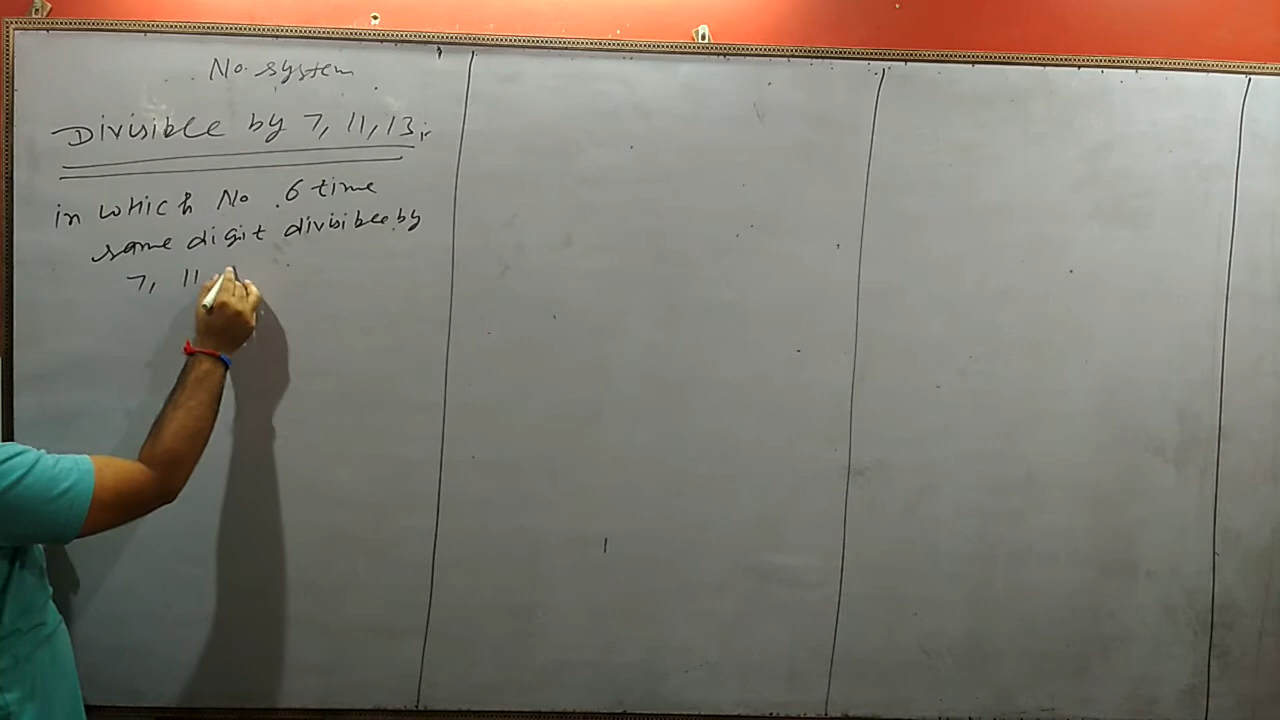 No. system
Divisible by 7, 11, 13:
in which No. 6 time
same digit divisible by
7, 11